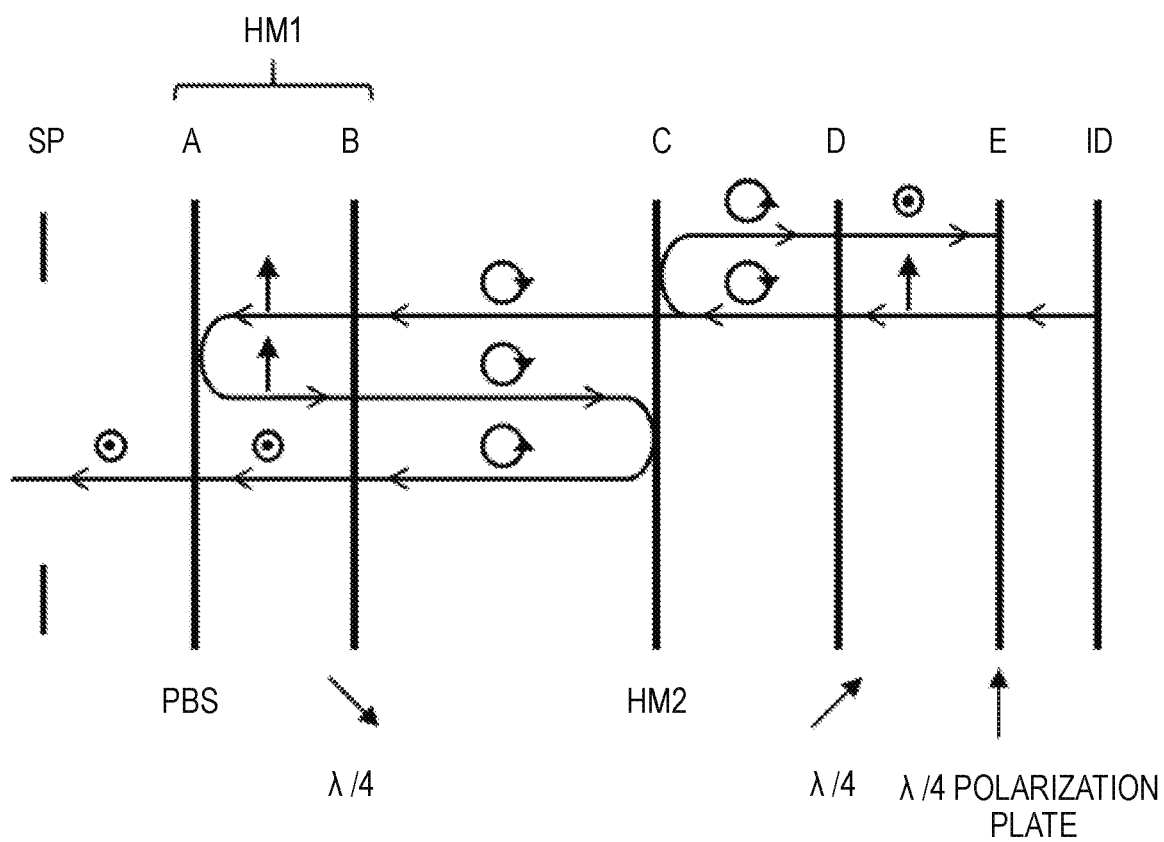 HM1
SP A B C D E ID
PBS HM2
λ/4 λ/4 λ/4 POLARIZATION
PLATE